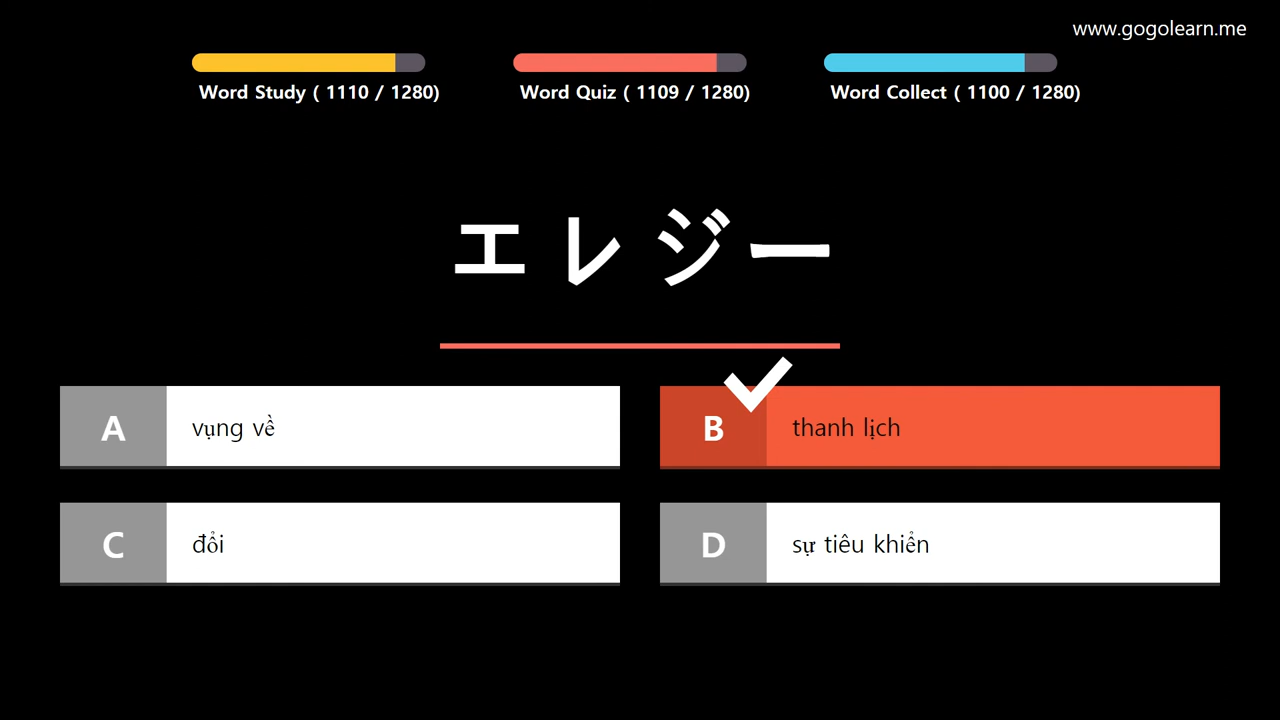 www.gogolearn.me
Word Study ( 1110 / 1280)
Word Quiz ( 1109 / 1280)
Word Collect ( 1100 / 1280)
エレジー
A vụng về
B thanh lịch
C đổi
D sự tiêu khiển